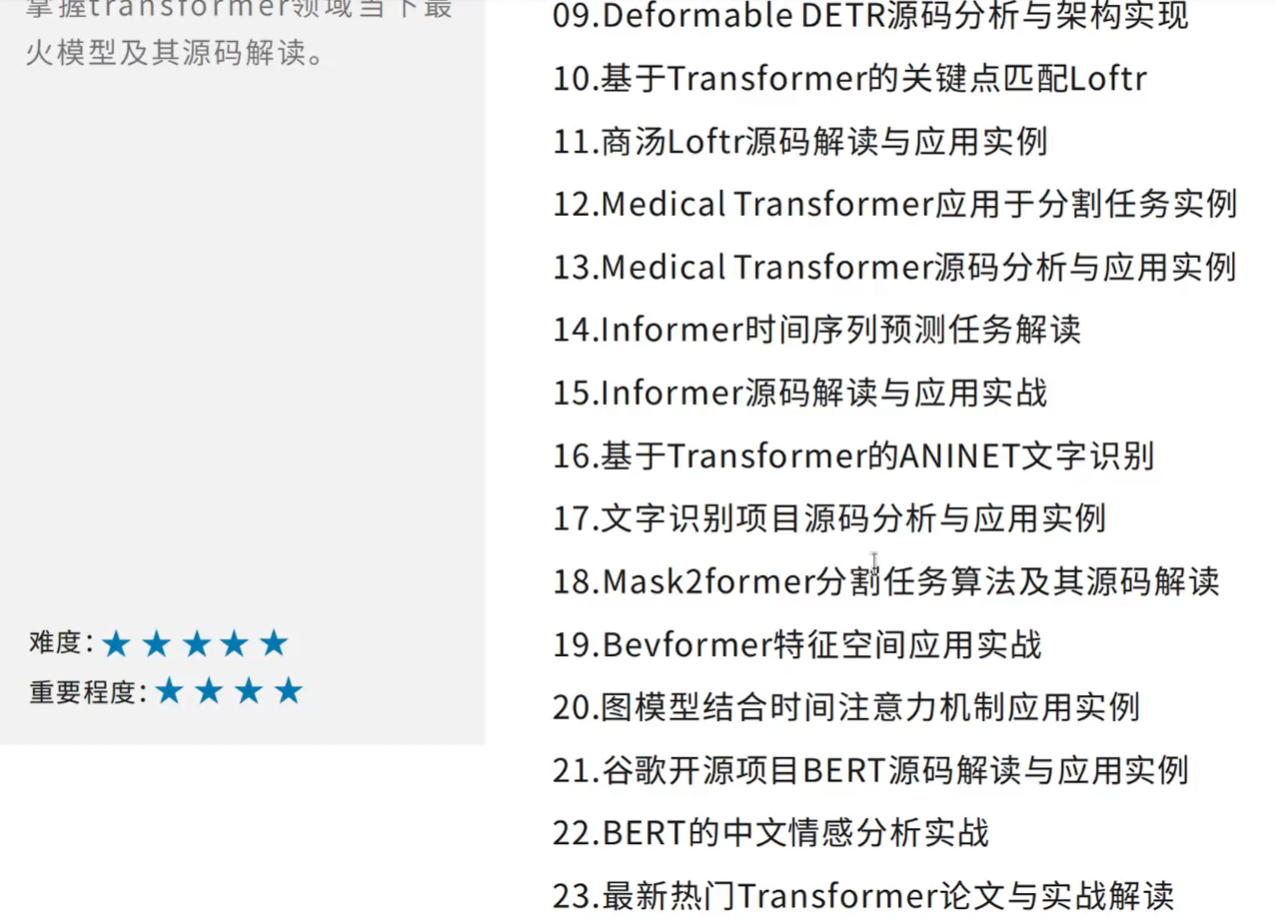 掌握transformer领域当下最
火模型及其源码解读。
难度：★ ★ ★ ★ ★
重要程度：★ ★ ★ ★
09.Deformable DETR源码分析与架构实现
10.基于Transformer的关键点匹配Loftr
11.商汤Loftr源码解读与应用实例
12.Medical Transformer应用于分割任务实例
13.Medical Transformer源码分析与应用实例
14.Informer时间序列预测任务解读
15.Informer源码解读与应用实战
16.基于Transformer的ANINET文字识别
17.文字识别项目源码分析与应用实例
18.Mask2former分割任务算法及其源码解读
19.Bevformer特征空间应用实战
20.图模型结合时间注意力机制应用实例
21.谷歌开源项目BERT源码解读与应用实例
22.BERT的中文情感分析实战
23.最新热门Transformer论文与实战解读